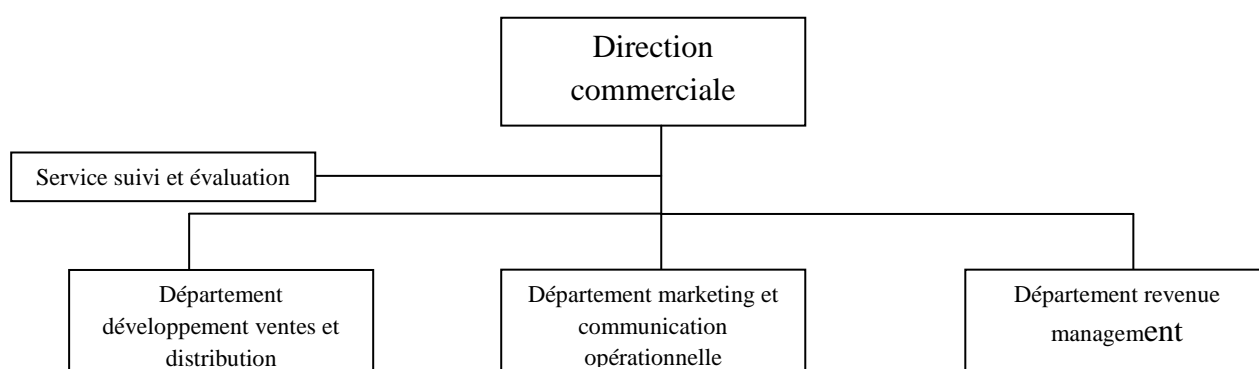 Direction
commerciale
Service suivi et évaluation
Département
développement ventes et
distribution
Département marketing et
communication
opérationnelle
Département revenue
management